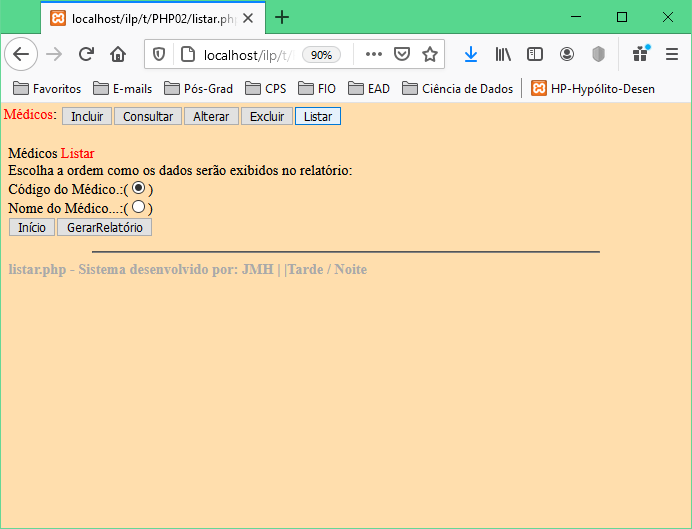 localhost/ilp/t/PHP02/listar.php
localhost/ilp/t/ 90%
Favoritos E-mails Pós-Grad CPS FIO EAD Ciência de Dados HP-Hypólito-Desen
Médicos: Incluir Consultar Alterar Excluir Listar
Médicos Listar
Escolha a ordem como os dados serão exibidos no relatório:
Código do Médico.:( )
Nome do Médico...:( )
Início GerarRelatório
listar.php - Sistema desenvolvido por: JMH | |Tarde / Noite